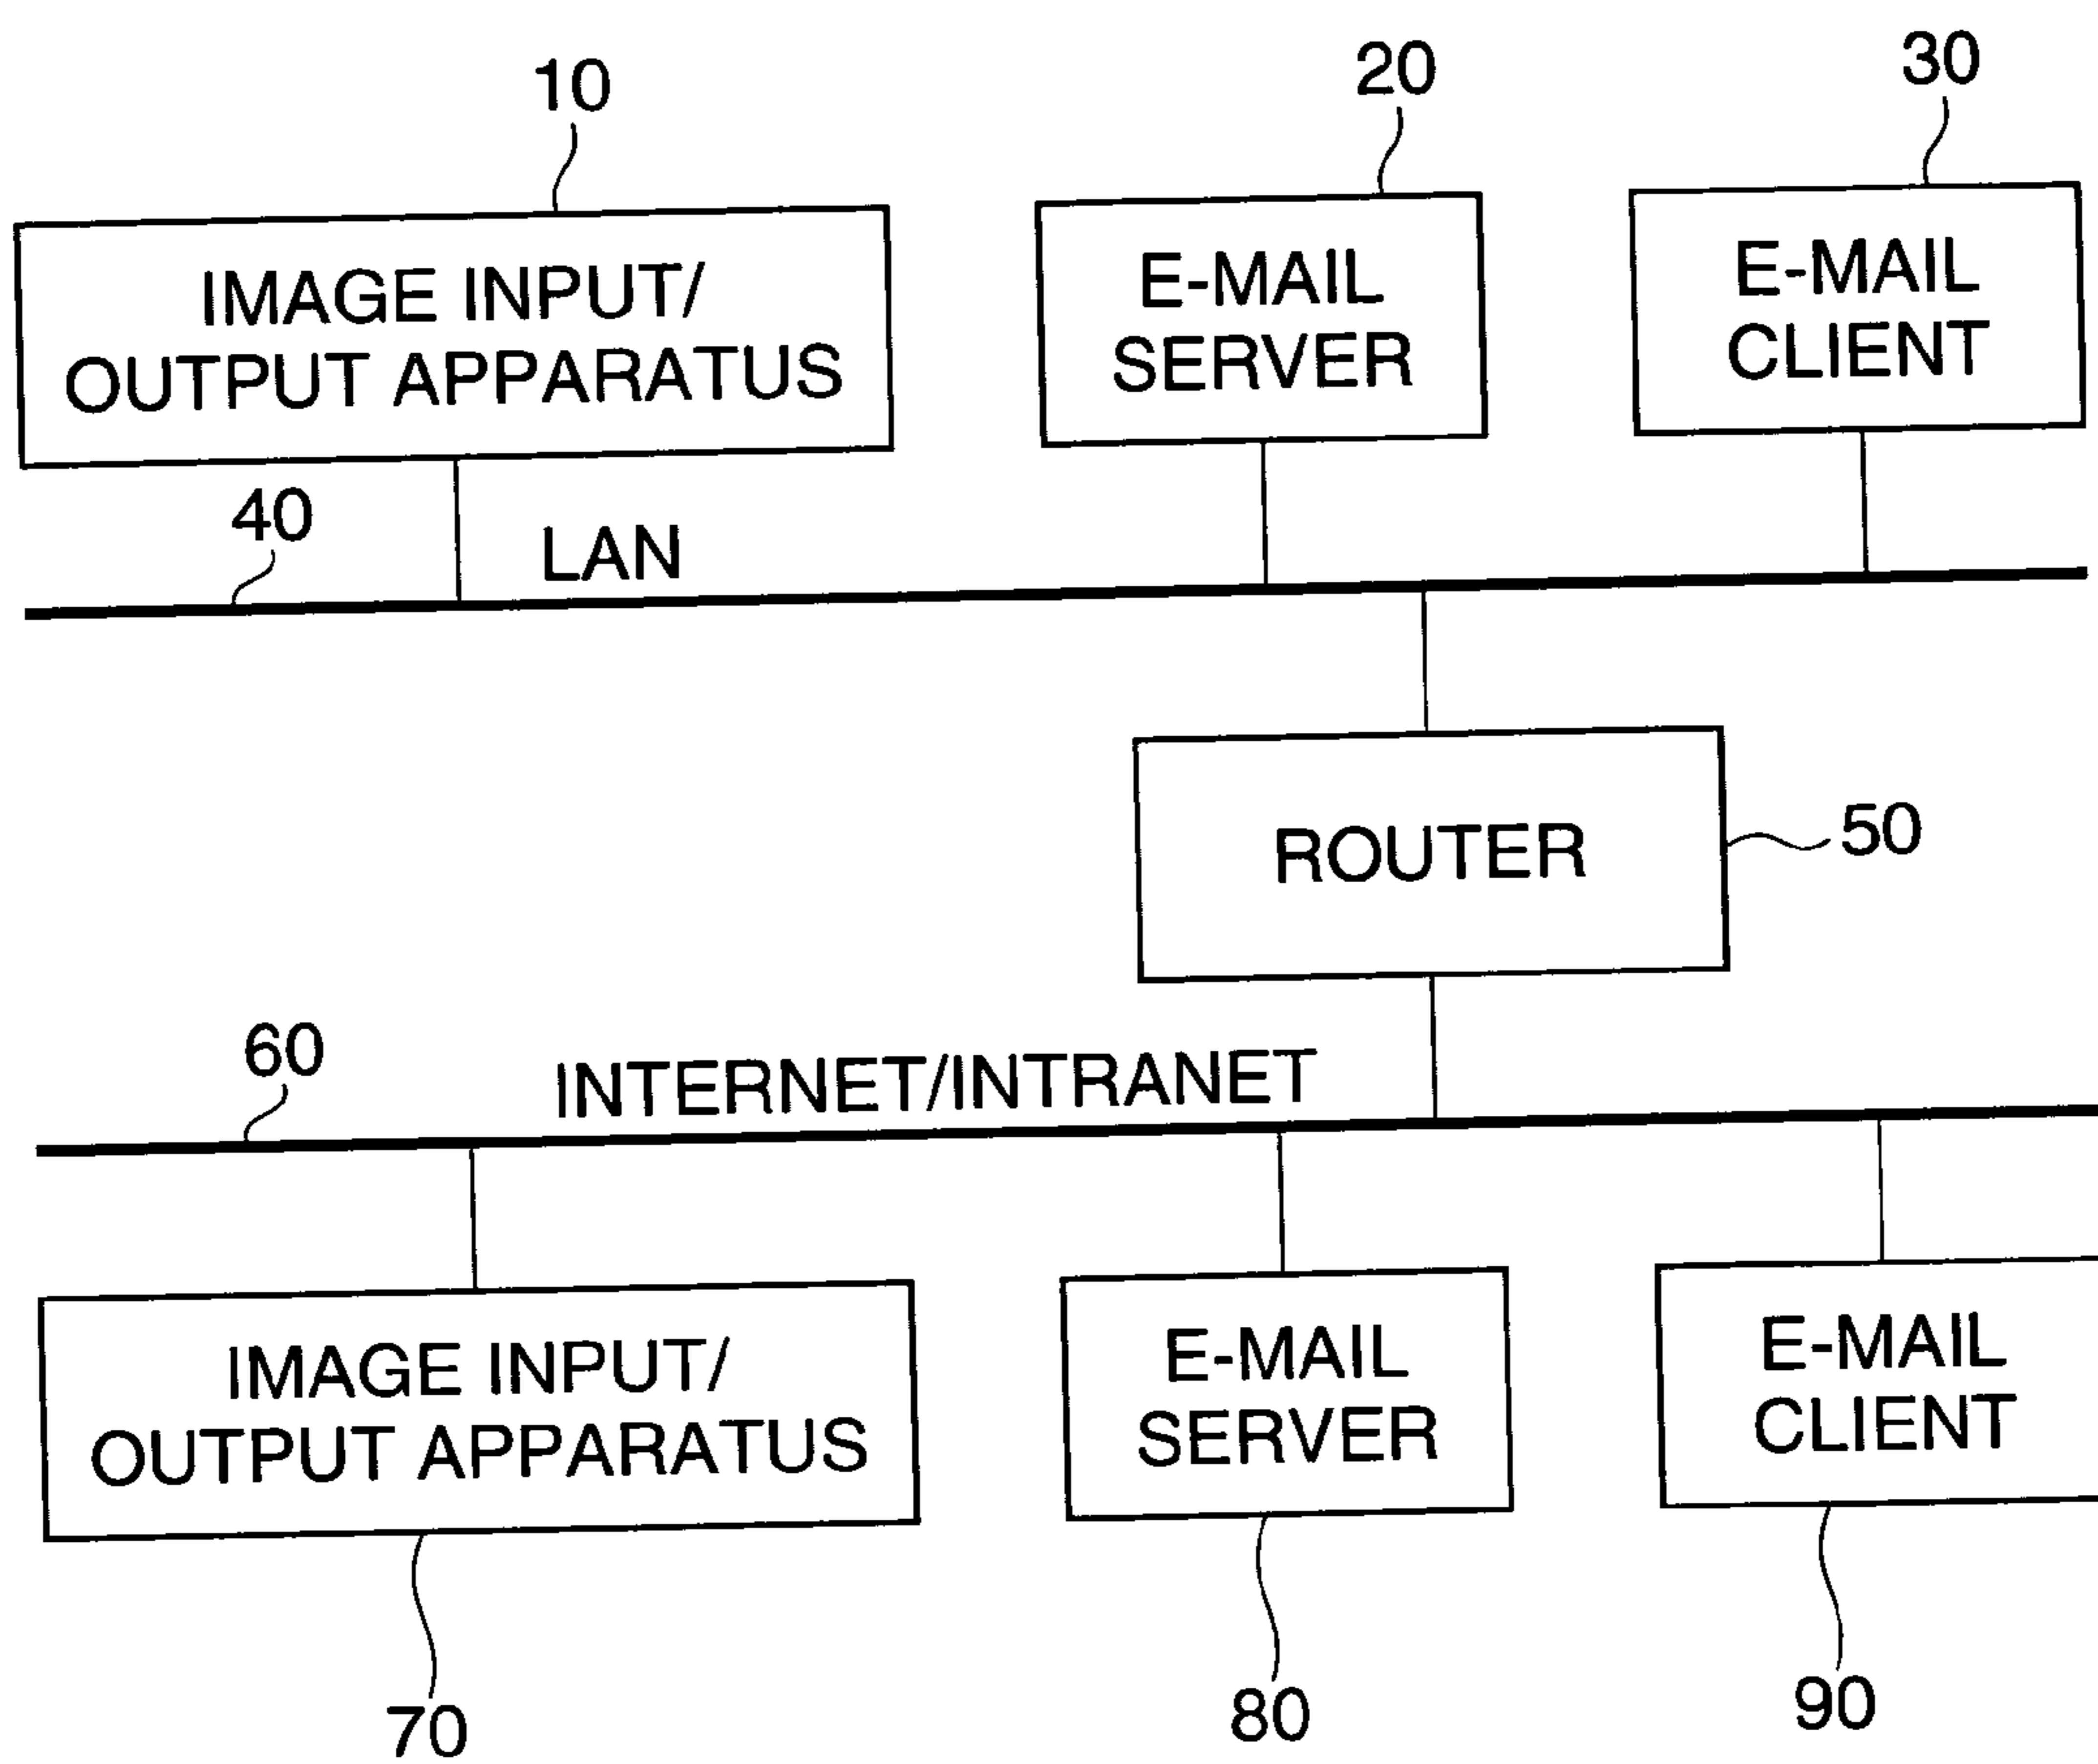 10
20
30
IMAGE INPUT/
OUTPUT APPARATUS
E-MAIL
SERVER
E-MAIL
CLIENT
40
LAN
ROUTER
50
60
INTERNET/INTRANET
IMAGE INPUT/
OUTPUT APPARATUS
E-MAIL
SERVER
E-MAIL
CLIENT
70
80
90